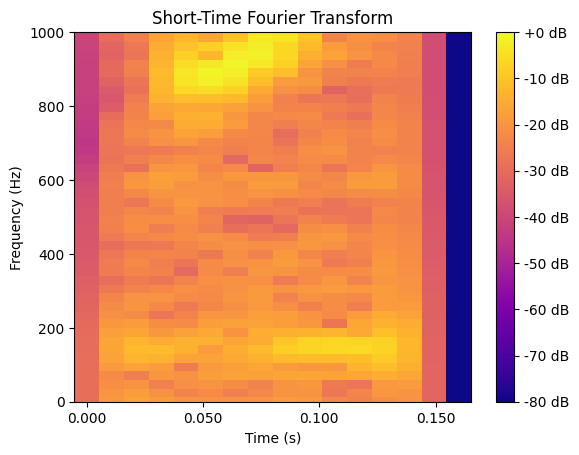 Short-Time Fourier Transform
1000
800
600
400
200
0
Frequency (Hz)
0.000
0.050
0.100
0.150
Time (s)
+0 dB
-10 dB
-20 dB
-30 dB
-40 dB
-50 dB
-60 dB
-70 dB
-80 dB